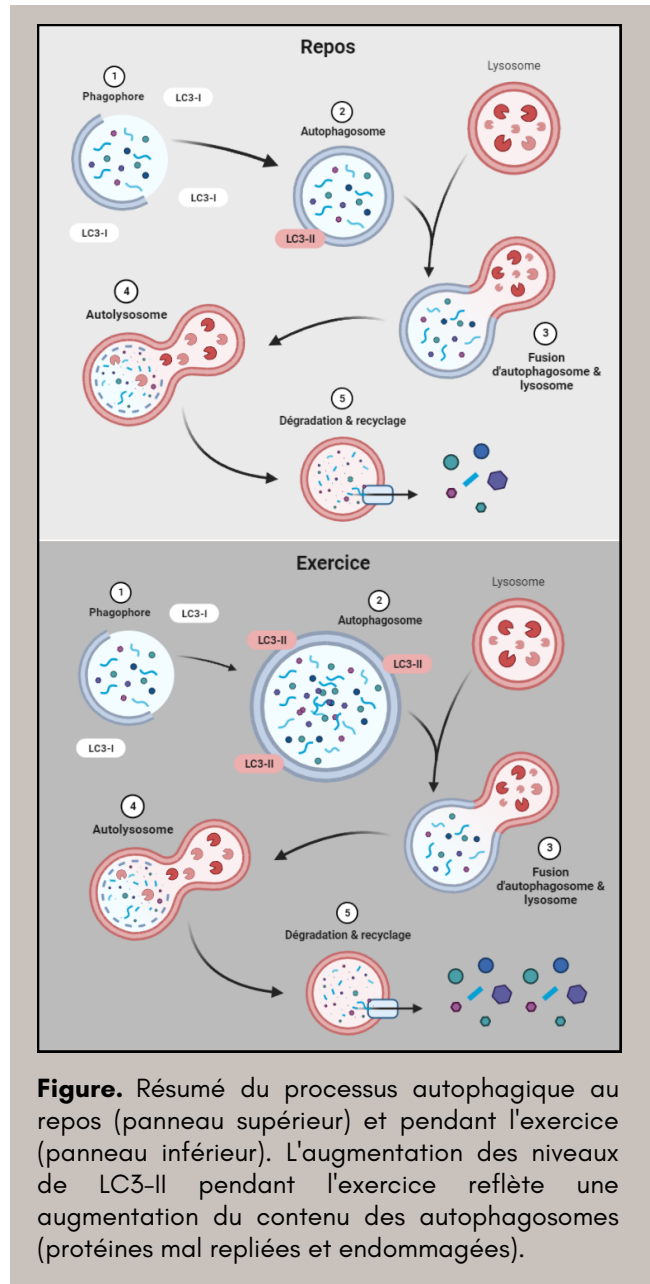 Repos
Lysosome
1
Phagophore
LC3-I
2
Autophagosome
LC3-I
LC3-I
LC3-II
4
Autolysosome
3
Fusion
d'autophagosome &
lysosome
5
Dégradation & recyclage
Exercice
Lysosome
1
Phagophore
LC3-I
2
Autophagosome
LC3-II
LC3-II
LC3-I
LC3-II
4
Autolysosome
3
Fusion
d'autophagosome &
lysosome
5
Dégradation & recyclage
Figure. Résumé du processus autophagique au
repos (panneau supérieur) et pendant l'exercice
(panneau inférieur). L'augmentation des niveaux
de LC3-II pendant l'exercice reflète une
augmentation du contenu des autophagosomes
(protéines mal repliées et endommagées).